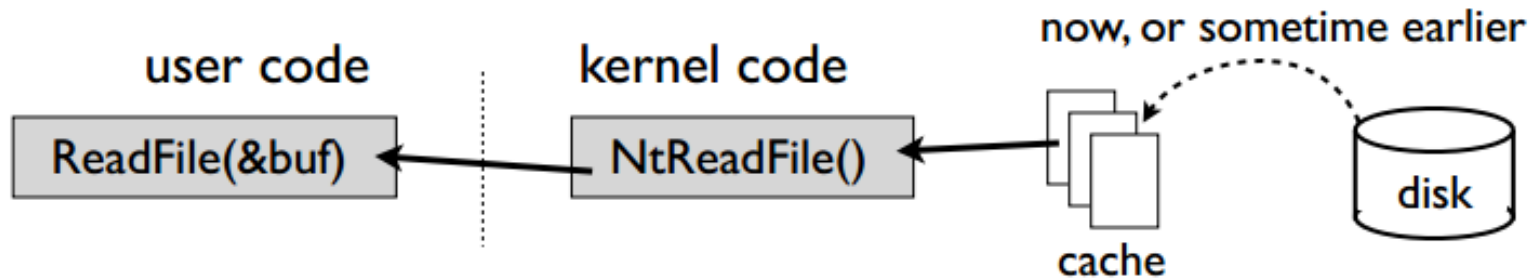 now, or sometime earlier
user code
kernel code
ReadFile(&buf)
NtReadFile()
disk
cache